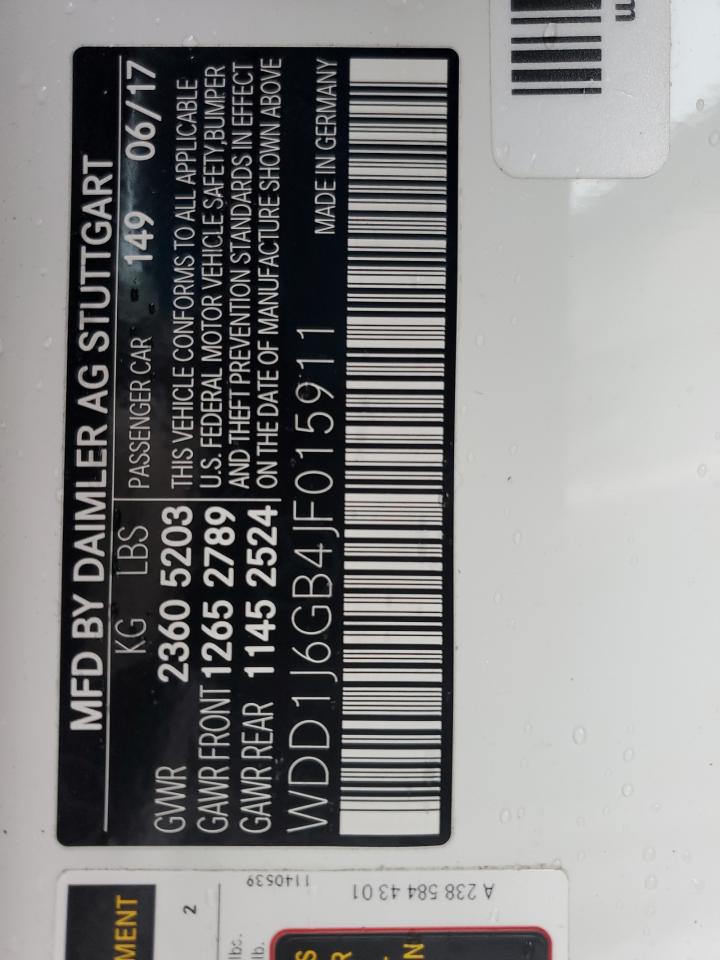 MFD BY DAIMLER AG STUTTGART
KG LBS
GVWR 2360 5203
GAWR FRONT 1265 2789
GAWR REAR 1145 2524
PASSENGER CAR 149 06/17
THIS VEHICLE CONFORMS TO ALL APPLICABLE
U.S. FEDERAL MOTOR VEHICLE SAFETY, BUMPER
AND THEFT PREVENTION STANDARDS IN EFFECT
ON THE DATE OF MANUFACTURE SHOWN ABOVE
WDD1J6GB4JF015911
MADE IN GERMANY
A 238 584 43 01
1140539
2
lbs.
lb.